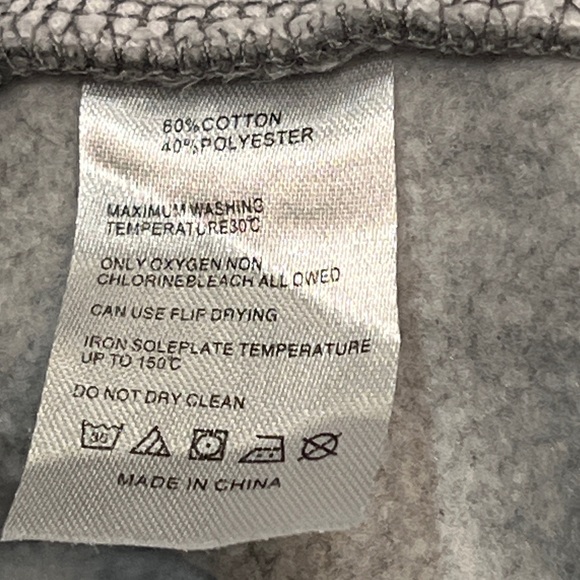 60%COTTON
40%POLYESTER
MAXIMUM WASHING
TEMPERATURE30℃
ONLY OXYGEN NON
CHLORINEBLEACH ALLOWED
CAN USE FLIP DRYING
IRON SOLEPLATE TEMPERATURE
UP TO 150℃
DO NOT DRY CLEAN
30°
MADE IN CHINA